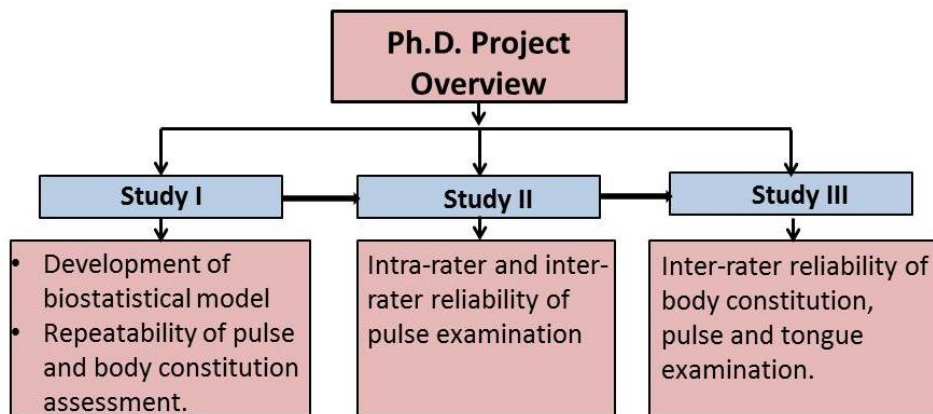 Ph.D. Project
Overview
Study I
Study II
Study III
• Development of
biostatistical model
• Repeatability of pulse
and body constitution
assessment.
Intra-rater and inter-
rater reliability of
pulse examination
Inter-rater reliability of
body constitution,
pulse and tongue
examination.